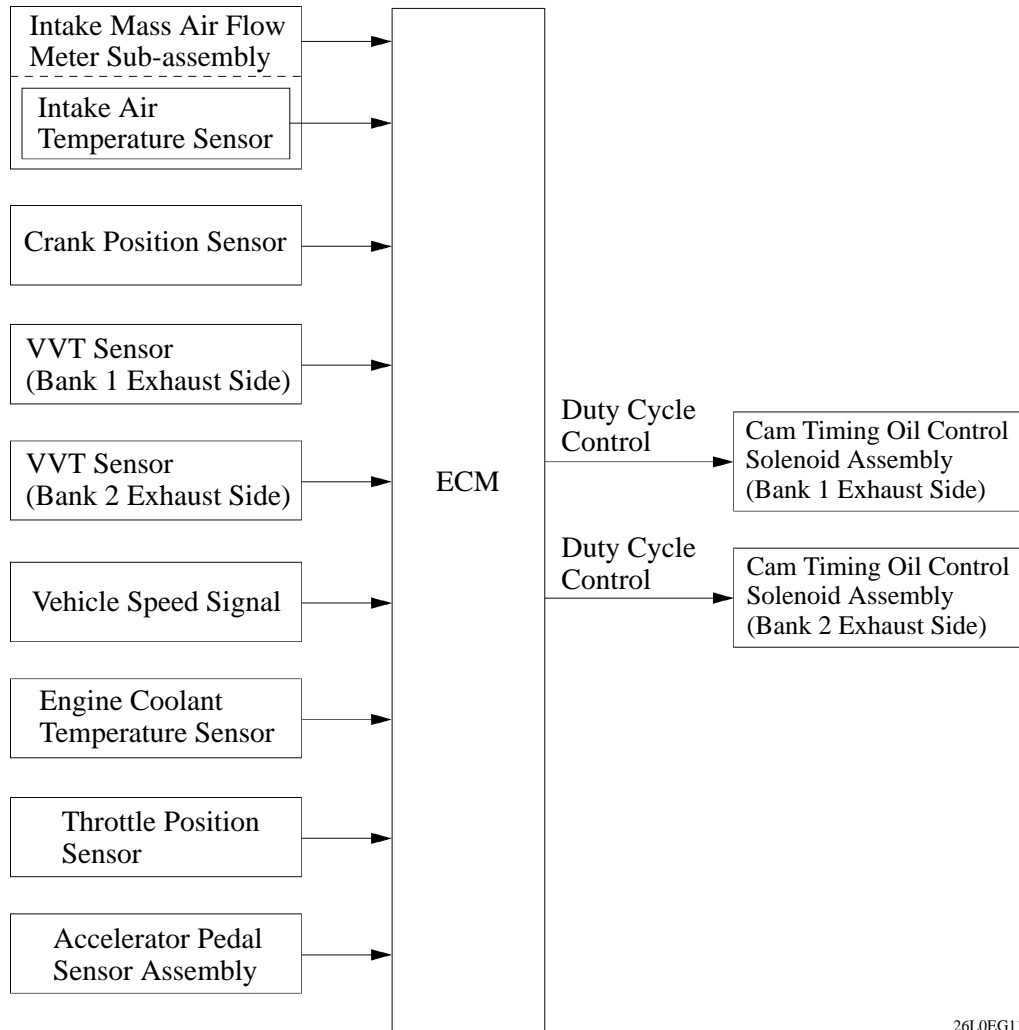 Intake Mass Air Flow
Meter Sub-assembly
Intake Air
Temperature Sensor
Crank Position Sensor
VVT Sensor
(Bank 1 Exhaust Side)
VVT Sensor
(Bank 2 Exhaust Side)
Vehicle Speed Signal
Engine Coolant
Temperature Sensor
Throttle Position
Sensor
Accelerator Pedal
Sensor Assembly
ECM
Duty Cycle
Control
Cam Timing Oil Control
Solenoid Assembly
(Bank 1 Exhaust Side)
Duty Cycle
Control
Cam Timing Oil Control
Solenoid Assembly
(Bank 2 Exhaust Side)